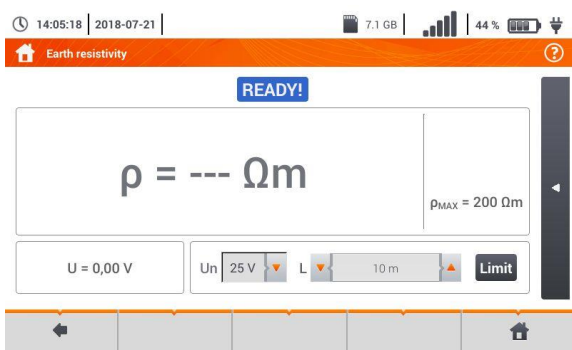 14:05:18 2018-07-21 7.1 GB 44 %
Earth resistivity ?
READY!
ρ = --- Ωm
ρMAX = 200 Ωm
U = 0,00 V Un 25 V L 10 m Limit